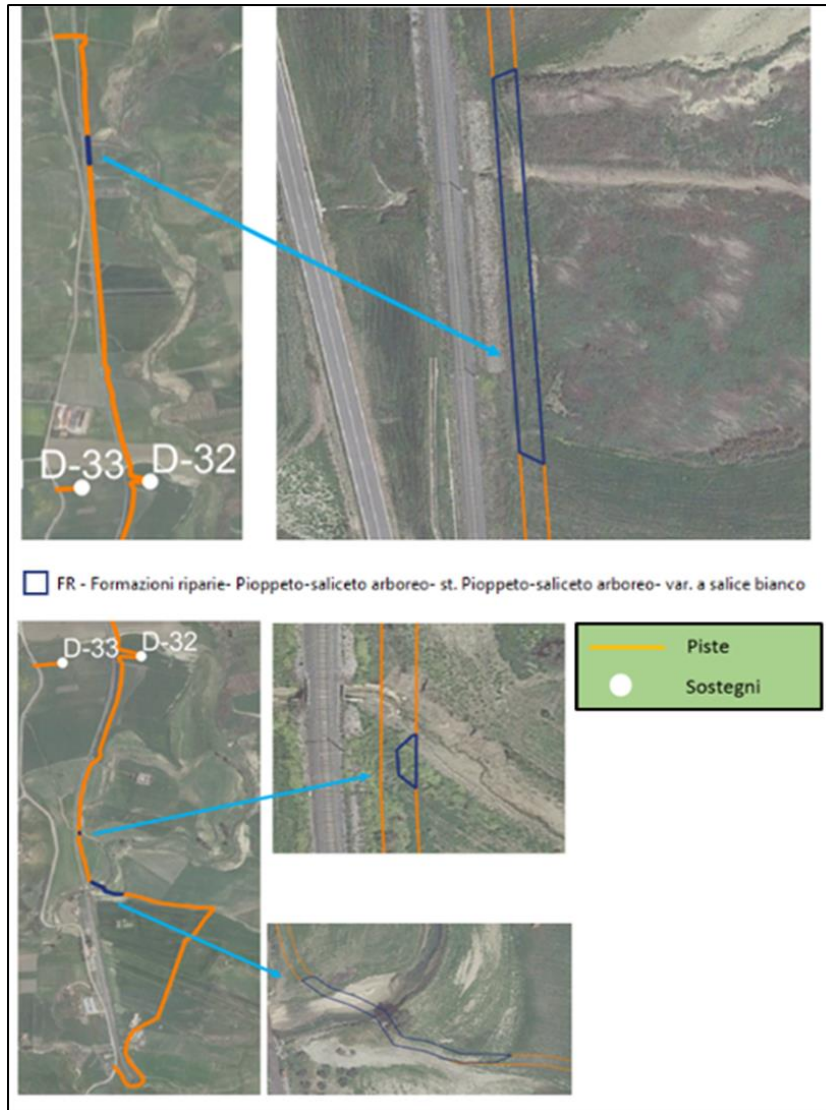 D-33
D-32
FR - Formazioni riparie- Pioppeto-saliceto arboreo- st. Pioppeto-saliceto arboreo- var. a salice bianco
D-33
D-32
Piste
Sostegni